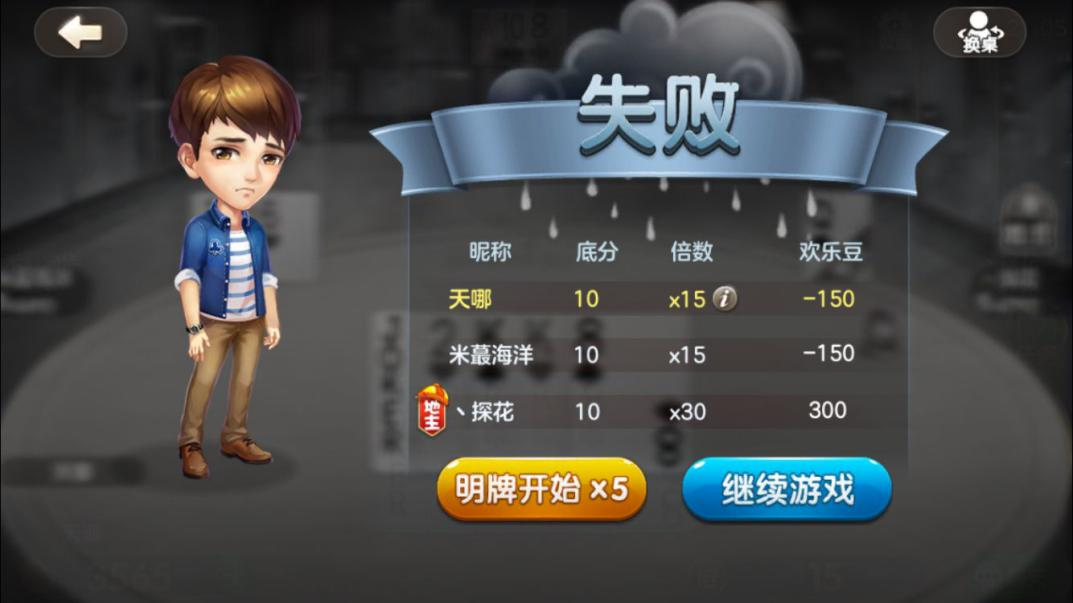 换桌
失败
昵称 底分 倍数 欢乐豆
天哪 10 x15 i -150
米蕞海洋 10 x15 -150
地主 丶探花 10 x30 300
明牌开始 x5 继续游戏